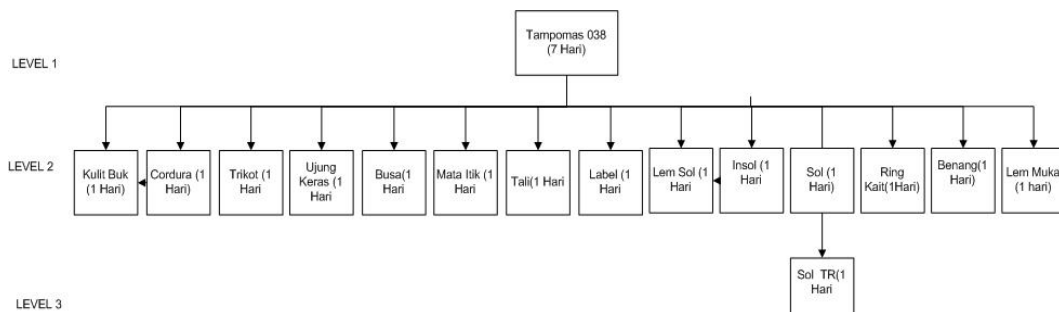 Tampomas 038
(7 Hari)
LEVEL 1
LEVEL 2
Kulit Buk
(1 Hari)
Cordura (1
Hari)
Trikot (1
Hari
Ujung
Keras (1
Hari
Busa(1
Hari
Mata Itik (1
Hari
Tali(1 Hari
Label (1
Hari
Lem Sol (1
Hari
Insol (1
Hari
Sol (1
Hari)
Ring
Kait(1Hari)
Benang(1
Hari)
Lem Muka
(1 hari)
Sol TR(1
Hari
LEVEL 3